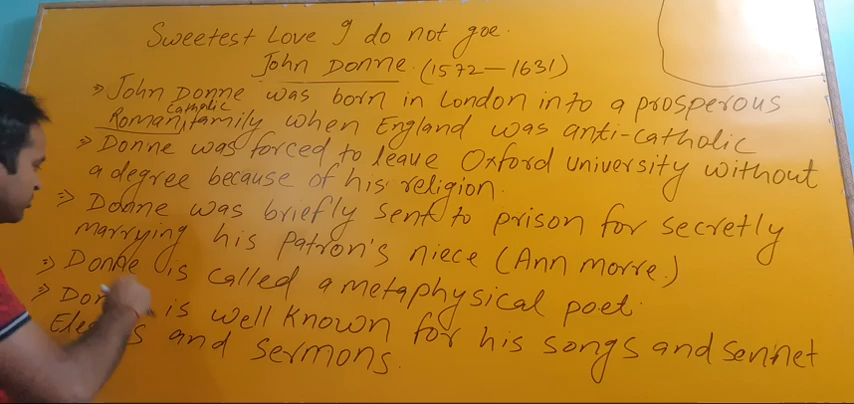 Sweetest Love I do not goe.
John Donne. (1572-1631)
⇒ John Donne was born in London into a prosperous
Roman, Catholic family when England was anti-catholic
⇒ Donne was forced to leave Oxford university without
a degree because of his religion.
⇒ Donne was briefly sent to prison for secretly
marrying his patron's niece (Ann morre.)
⇒ Donne is called a metaphysical poet.
⇒ is well known for his songs and sennet
and sermons.